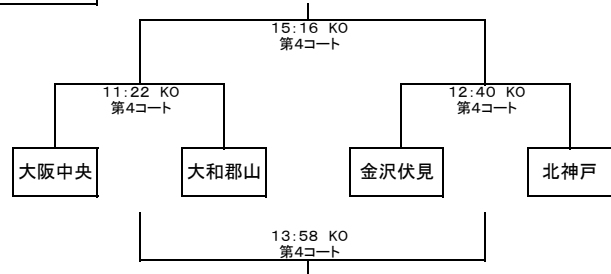 15:16 KO
第4コート
11:22 KO
第4コート
12:40 KO
第4コート
大阪中央
大和郡山
金沢伏見
北神戸
13:58 KO
第4コート